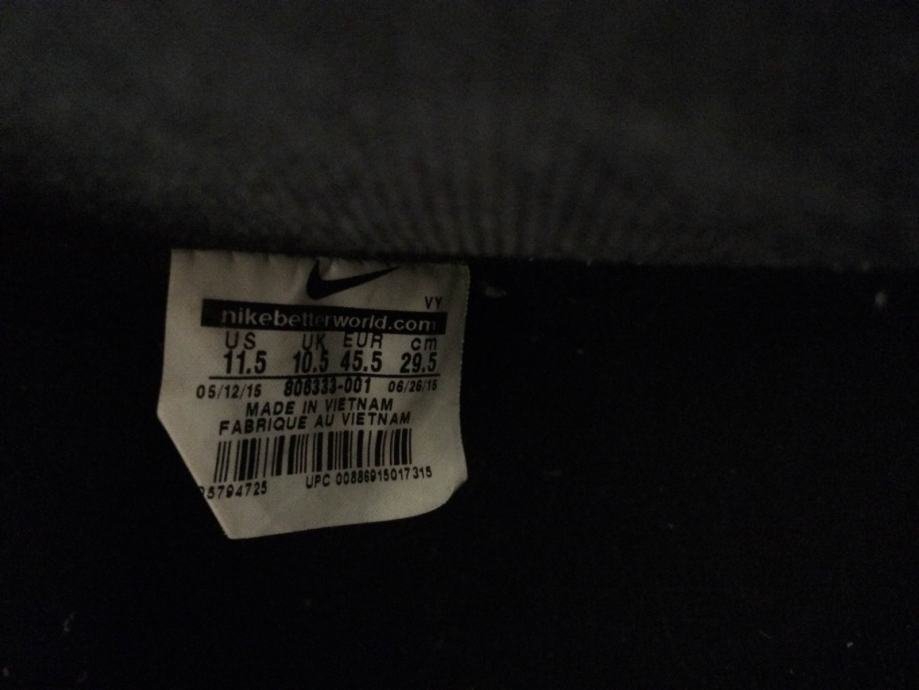 VY
nikebetterworld.com
US UK EUR cm
11.5 10.5 45.5 29.5
05/12/15 808333-001 06/26/15
MADE IN VIETNAM
FABRIQUE AU VIETNAM
5794725 UPC 00886915017315